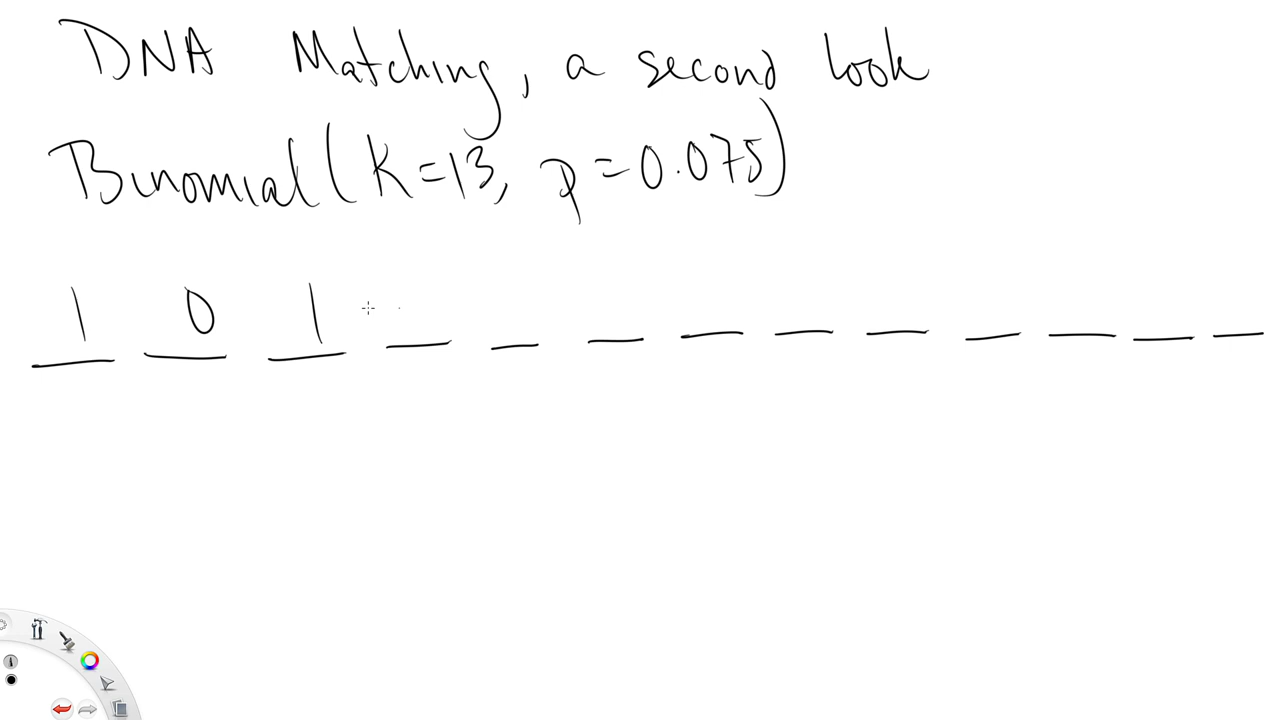 DNA Matching, a second look
Binomial(K=13, p=0.075)
1 0 1